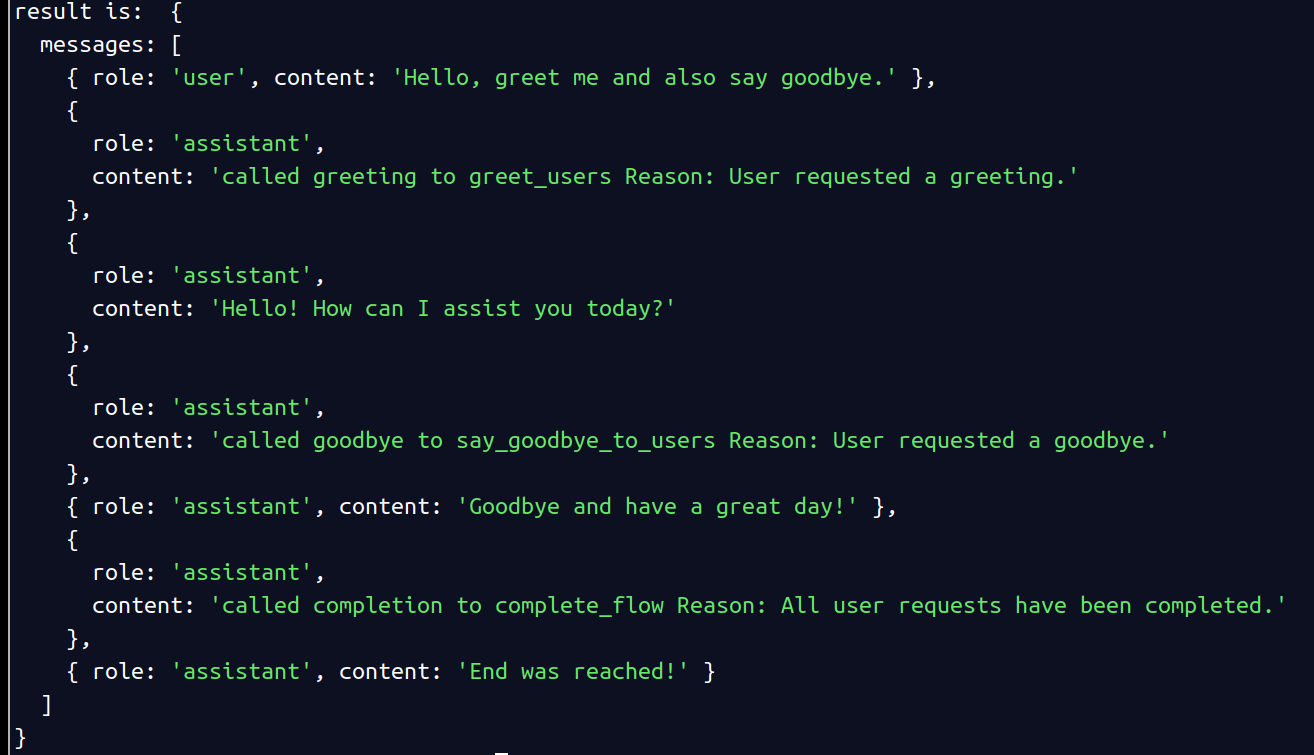 result is:  {
  messages: [
    { role: 'user', content: 'Hello, greet me and also say goodbye.' },
    {
      role: 'assistant',
      content: 'called greeting to greet_users Reason: User requested a greeting.'
    },
    {
      role: 'assistant',
      content: 'Hello! How can I assist you today?'
    },
    {
      role: 'assistant',
      content: 'called goodbye to say_goodbye_to_users Reason: User requested a goodbye.'
    },
    { role: 'assistant', content: 'Goodbye and have a great day!' },
    {
      role: 'assistant',
      content: 'called completion to complete_flow Reason: All user requests have been completed.'
    },
    { role: 'assistant', content: 'End was reached!' }
  ]
}